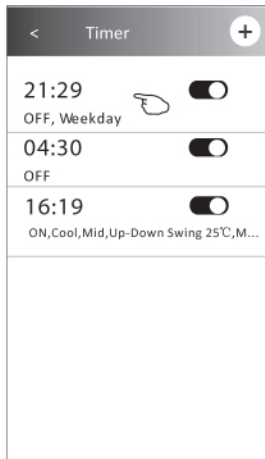 < Timer +
21:29
OFF, Weekday
04:30
OFF
16:19
ON,Cool,Mid,Up-Down Swing 25℃,M...